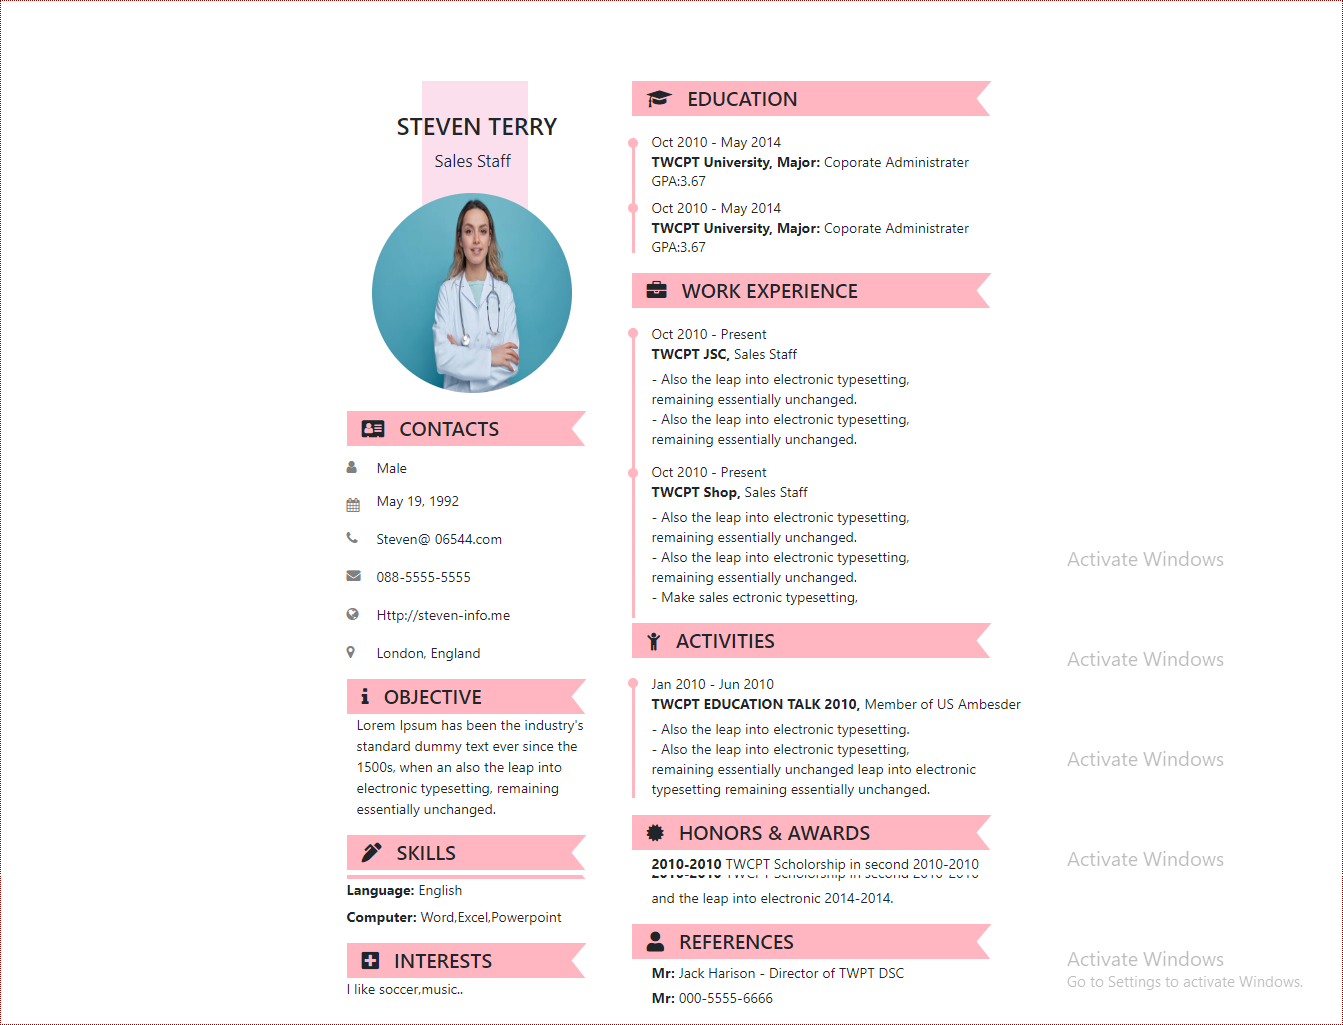 STEVEN TERRY
Sales Staff
CONTACTS
Male
May 19, 1992
Steven@ 06544.com
088-5555-5555
Http://steven-info.me
London, England
OBJECTIVE
Lorem Ipsum has been the industry's
standard dummy text ever since the
1500s, when an also the leap into
electronic typesetting, remaining
essentially unchanged.
SKILLS
Language: English
Computer: Word,Excel,Powerpoint
INTERESTS
I like soccer,music..
EDUCATION
Oct 2010 - May 2014
TWCPT University, Major: Coporate Administrater
GPA:3.67
Oct 2010 - May 2014
TWCPT University, Major: Coporate Administrater
GPA:3.67
WORK EXPERIENCE
Oct 2010 - Present
TWCPT JSC, Sales Staff
- Also the leap into electronic typesetting,
remaining essentially unchanged.
- Also the leap into electronic typesetting,
remaining essentially unchanged.
Oct 2010 - Present
TWCPT Shop, Sales Staff
- Also the leap into electronic typesetting,
remaining essentially unchanged.
- Also the leap into electronic typesetting,
remaining essentially unchanged.
- Make sales ectronic typesetting,
ACTIVITIES
Jan 2010 - Jun 2010
TWCPT EDUCATION TALK 2010, Member of US Ambesder
- Also the leap into electronic typesetting.
- Also the leap into electronic typesetting,
remaining essentially unchanged leap into electronic
typesetting remaining essentially unchanged.
HONORS & AWARDS
2010-2010 TWCPT Scholorship in second 2010-2010
2010-2010 TWCPT Scholorship in second 2010-2010
and the leap into electronic 2014-2014.
REFERENCES
Mr: Jack Harison - Director of TWPT DSC
Mr: 000-5555-6666
Activate Windows
Activate Windows
Activate Windows
Activate Windows
Activate Windows
Go to Settings to activate Windows.